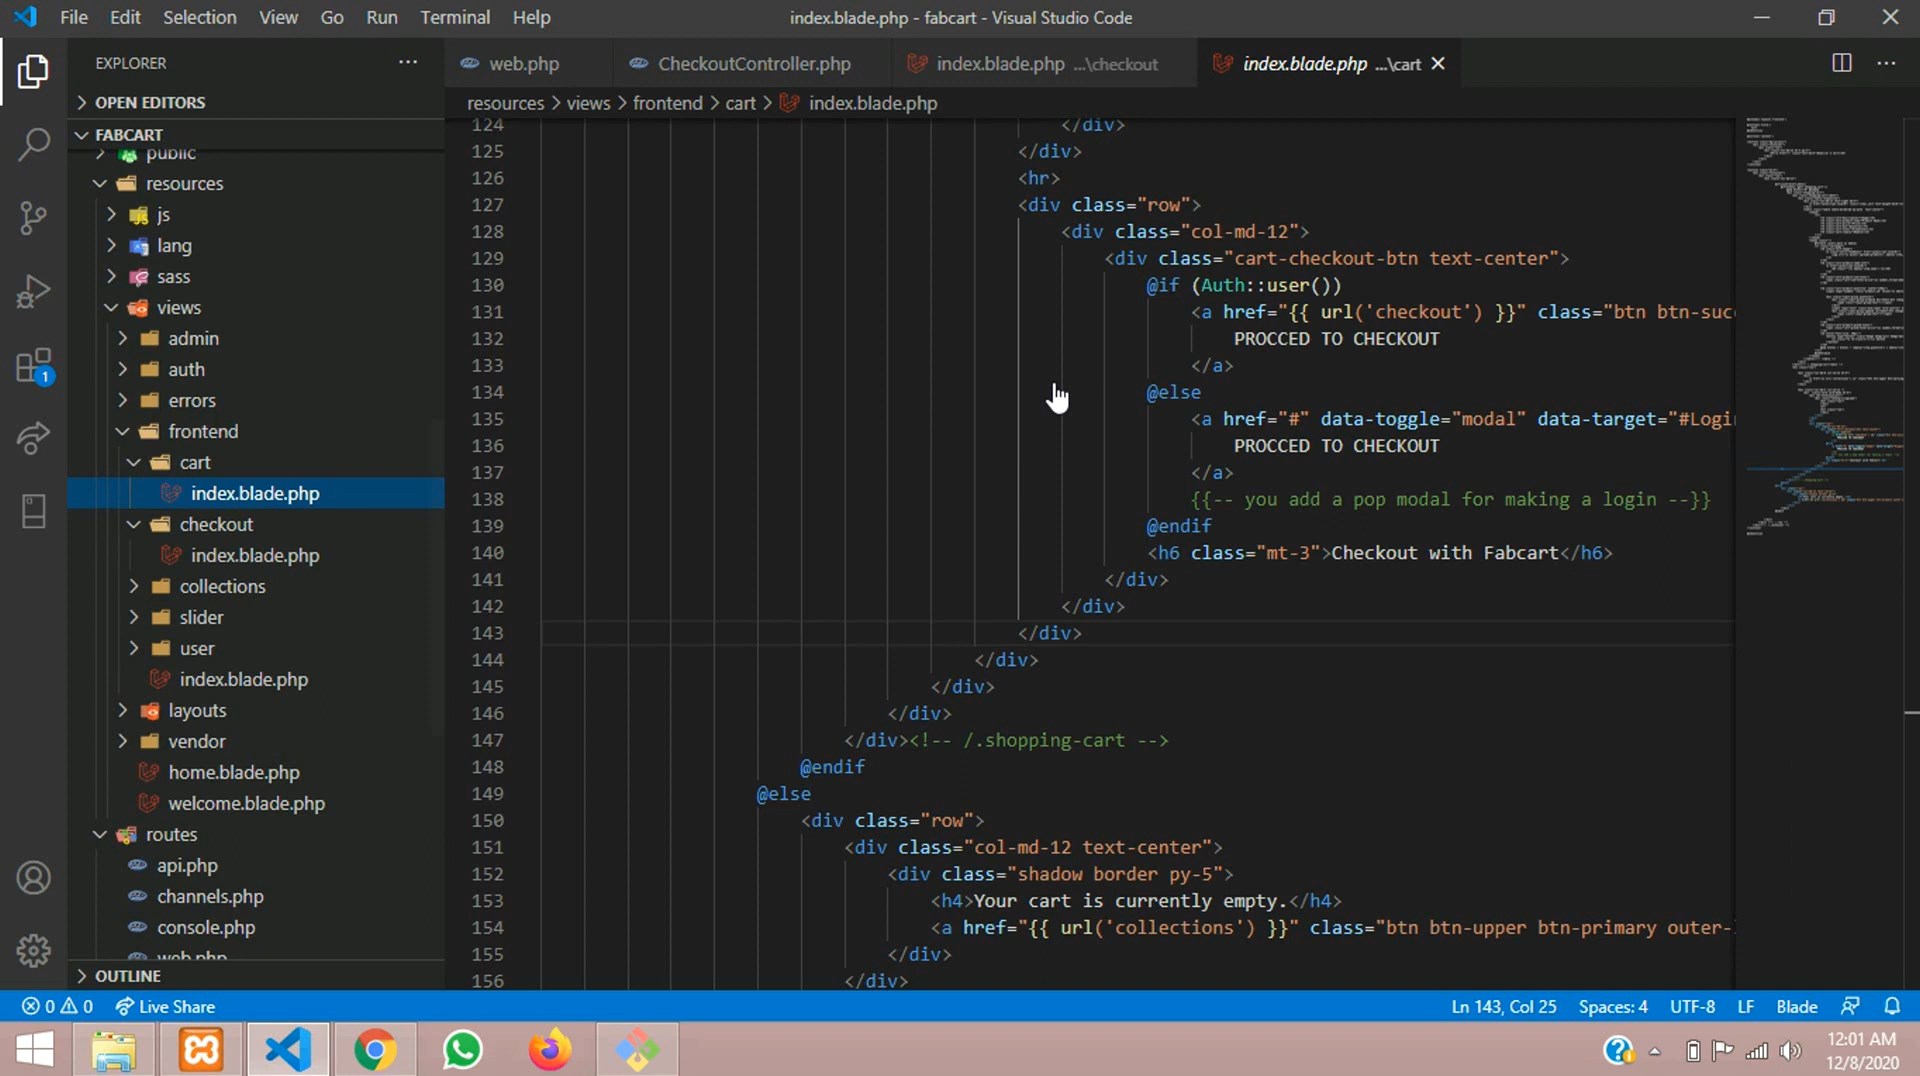 File Edit Selection View Go Run Terminal Help
index.blade.php - fabcart - Visual Studio Code
EXPLORER
web.php
CheckoutController.php
index.blade.php ...\checkout
index.blade.php ...\cart
OPEN EDITORS
FABCART
public
resources
js
lang
sass
views
admin
auth
errors
frontend
cart
index.blade.php
checkout
index.blade.php
collections
slider
user
index.blade.php
layouts
vendor
home.blade.php
welcome.blade.php
routes
api.php
channels.php
console.php
web.php
OUTLINE
resources > views > frontend > cart > index.blade.php
124 </div>
125 </div>
126 <hr>
127 <div class="row">
128 <div class="col-md-12">
129 <div class="cart-checkout-btn text-center">
130 @if (Auth::user())
131 <a href="{{ url('checkout') }}" class="btn btn-suc
132 PROCCED TO CHECKOUT
133 </a>
134 @else
135 <a href="#" data-toggle="modal" data-target="#Logi
136 PROCCED TO CHECKOUT
137 </a>
138 {{-- you add a pop modal for making a login --}}
139 @endif
140 <h6 class="mt-3">Checkout with Fabcart</h6>
141 </div>
142 </div>
143 </div>
144 </div>
145 </div>
146 </div>
147 </div><!-- /.shopping-cart -->
148 @endif
149 @else
150 <div class="row">
151 <div class="col-md-12 text-center">
152 <div class="shadow border py-5">
153 <h4>Your cart is currently empty.</h4>
154 <a href="{{ url('collections') }}" class="btn btn-upper btn-primary outer-
155 </div>
156 </div>
1
0 0 Live Share
Ln 143, Col 25 Spaces: 4 UTF-8 LF Blade
12:01 AM
12/8/2020